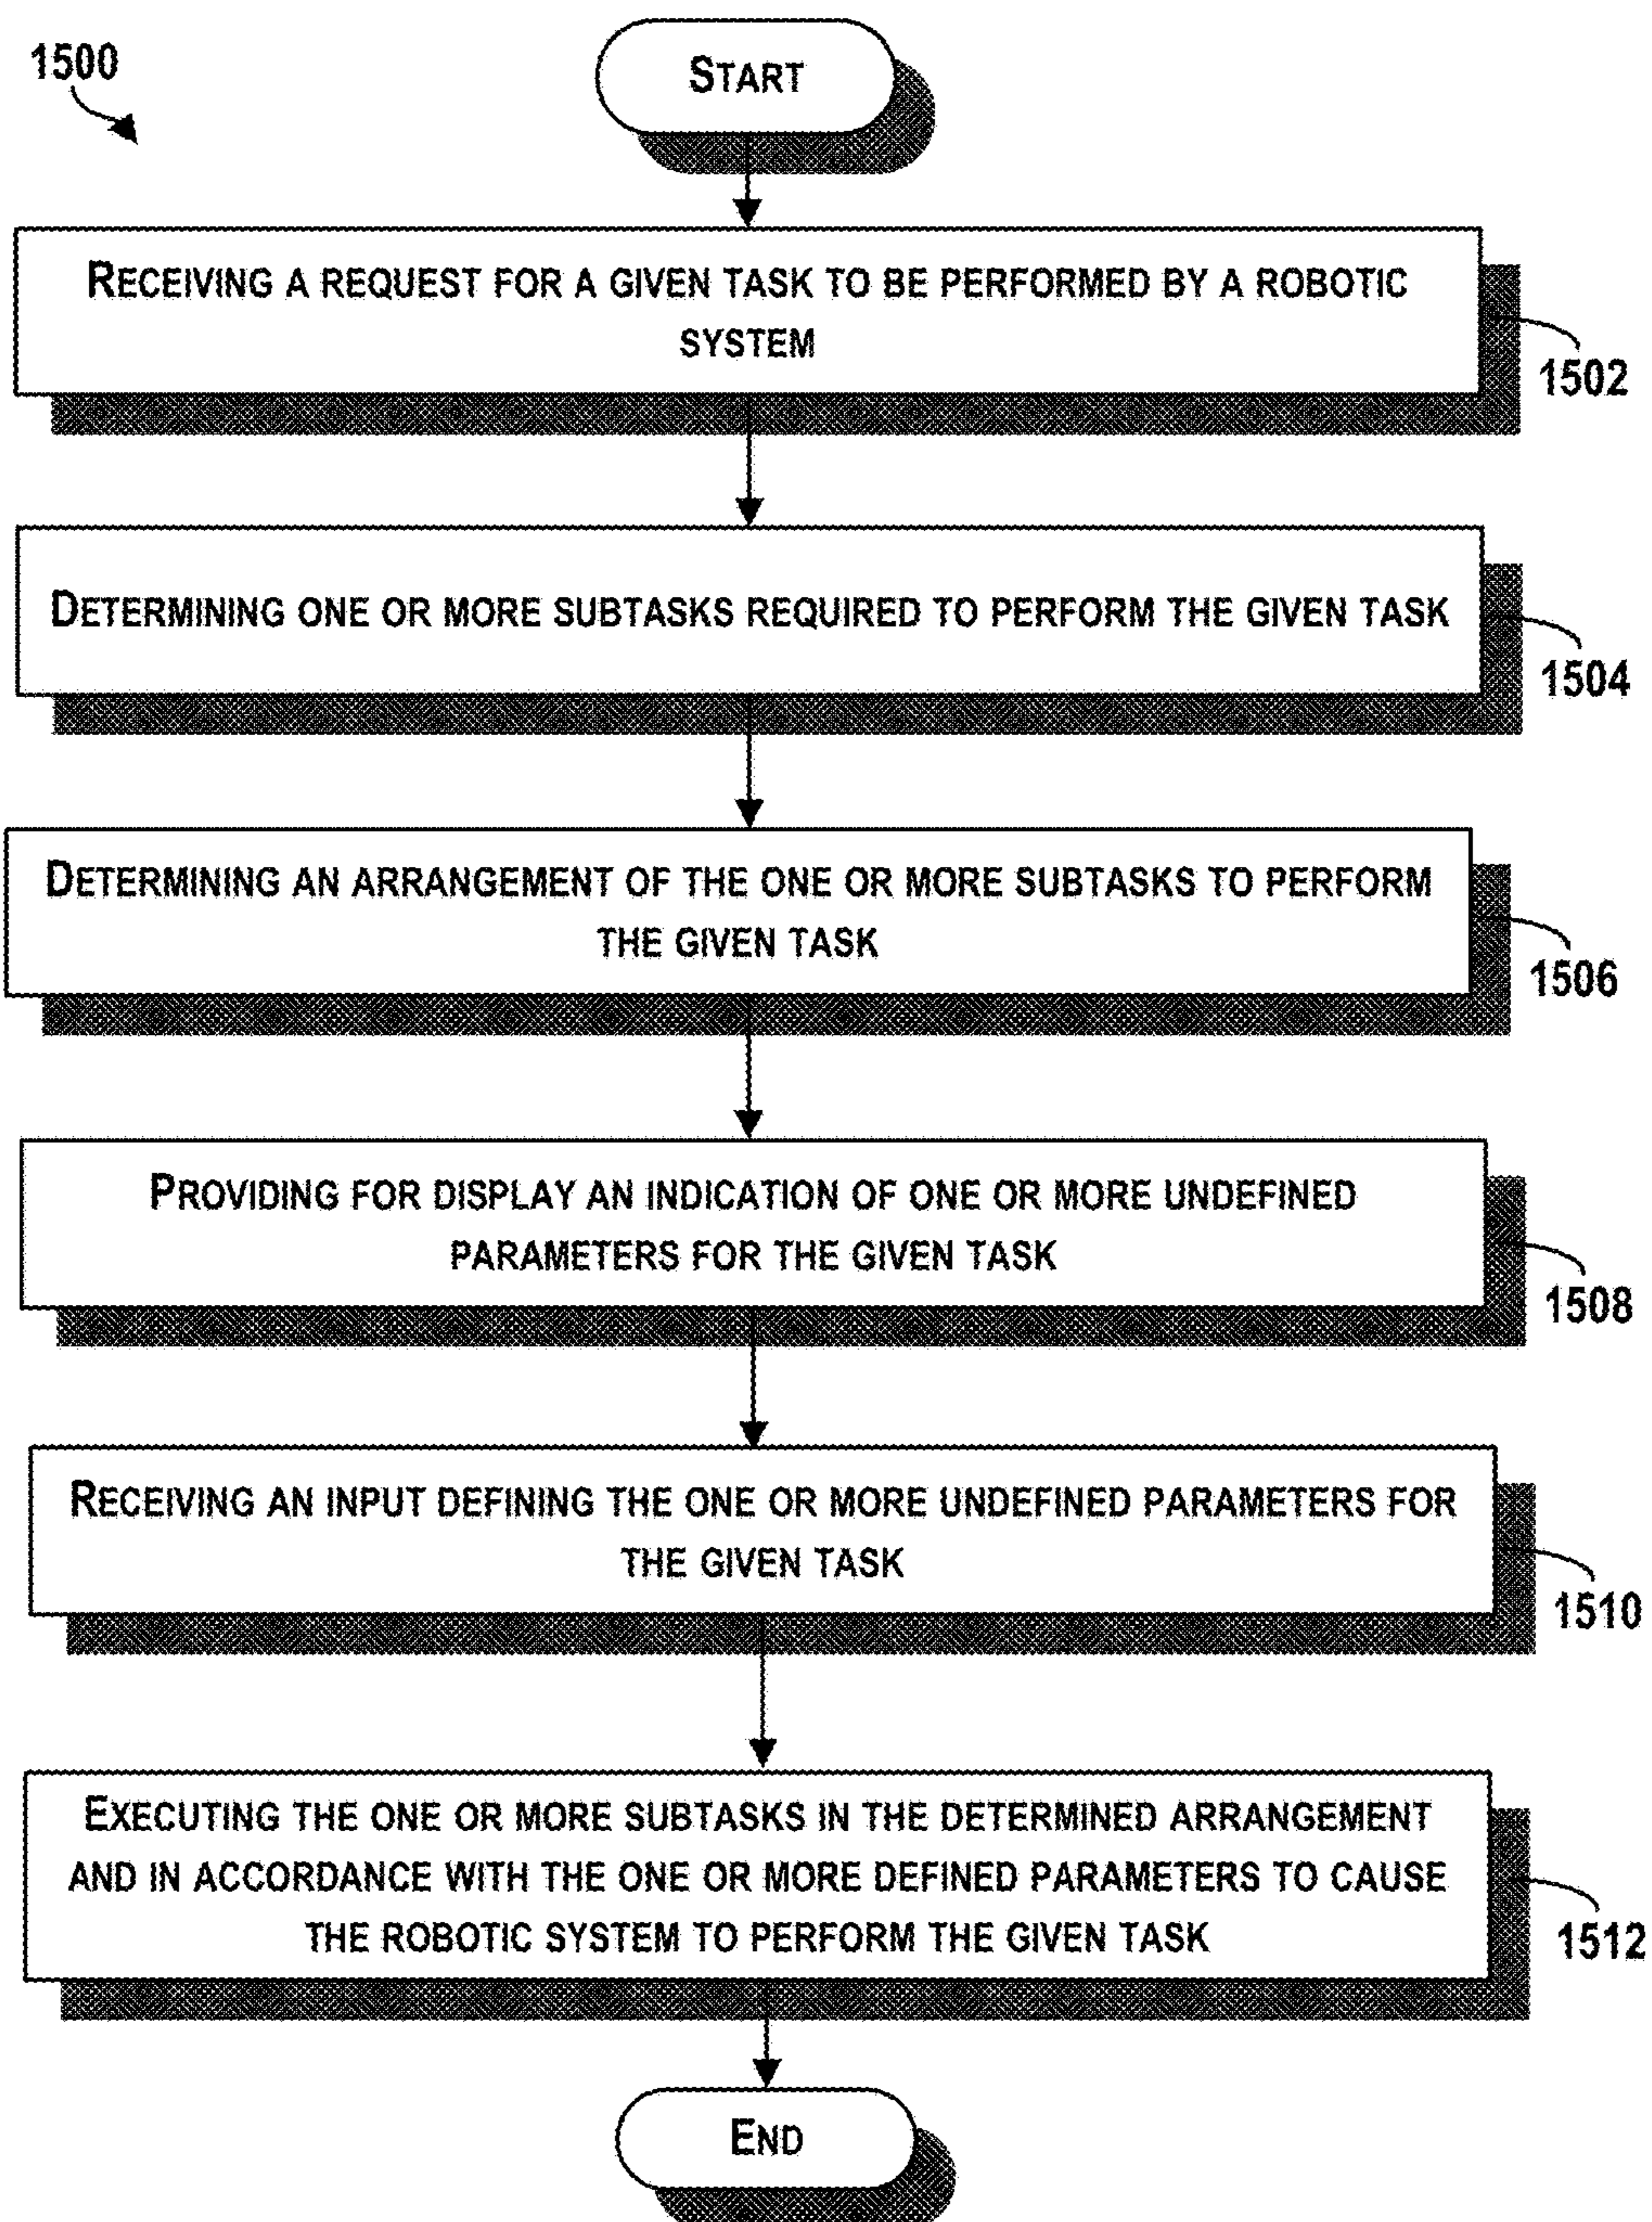 1500
START
RECEIVING A REQUEST FOR A GIVEN TASK TO BE PERFORMED BY A ROBOTIC
SYSTEM
1502
DETERMINING ONE OR MORE SUBTASKS REQUIRED TO PERFORM THE GIVEN TASK
1504
DETERMINING AN ARRANGEMENT OF THE ONE OR MORE SUBTASKS TO PERFORM
THE GIVEN TASK
1506
PROVIDING FOR DISPLAY AN INDICATION OF ONE OR MORE UNDEFINED
PARAMETERS FOR THE GIVEN TASK
1508
RECEIVING AN INPUT DEFINING THE ONE OR MORE UNDEFINED PARAMETERS FOR
THE GIVEN TASK
1510
EXECUTING THE ONE OR MORE SUBTASKS IN THE DETERMINED ARRANGEMENT
AND IN ACCORDANCE WITH THE ONE OR MORE DEFINED PARAMETERS TO CAUSE
THE ROBOTIC SYSTEM TO PERFORM THE GIVEN TASK
1512
END